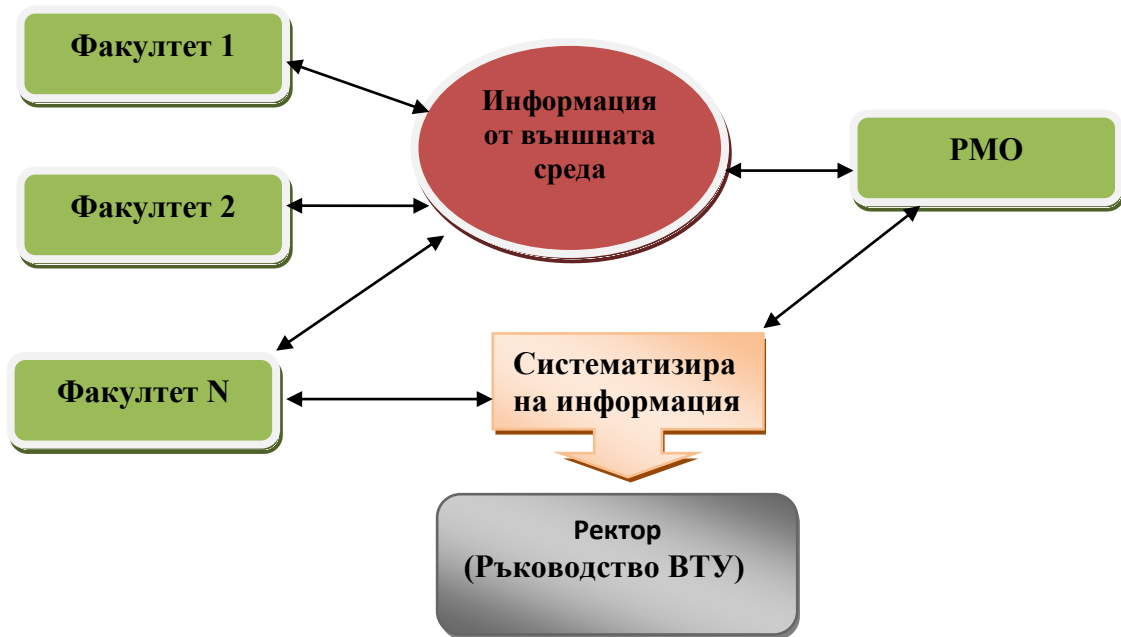 Факултет 1
Информация
от външната
среда
РМО
Факултет 2
Систематизира
на информация
Факултет N
Ректор
(Ръководство ВТУ)